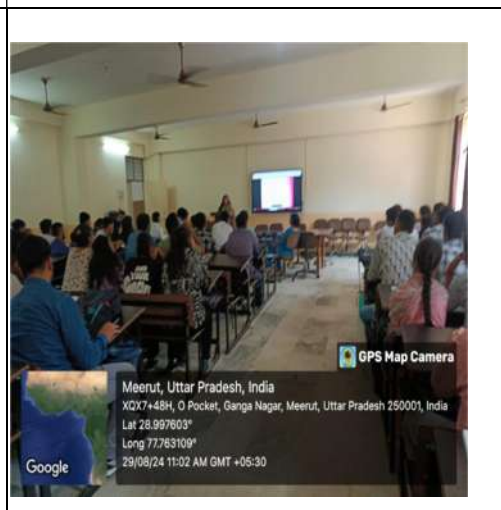 GPS Map Camera
Meerut, Uttar Pradesh, India
XQX7+48H, O Pocket, Ganga Nagar, Meerut, Uttar Pradesh 250001, India
Lat 28.997603°
Long 77.763109°
29/08/24 11:02 AM GMT +05:30
Google